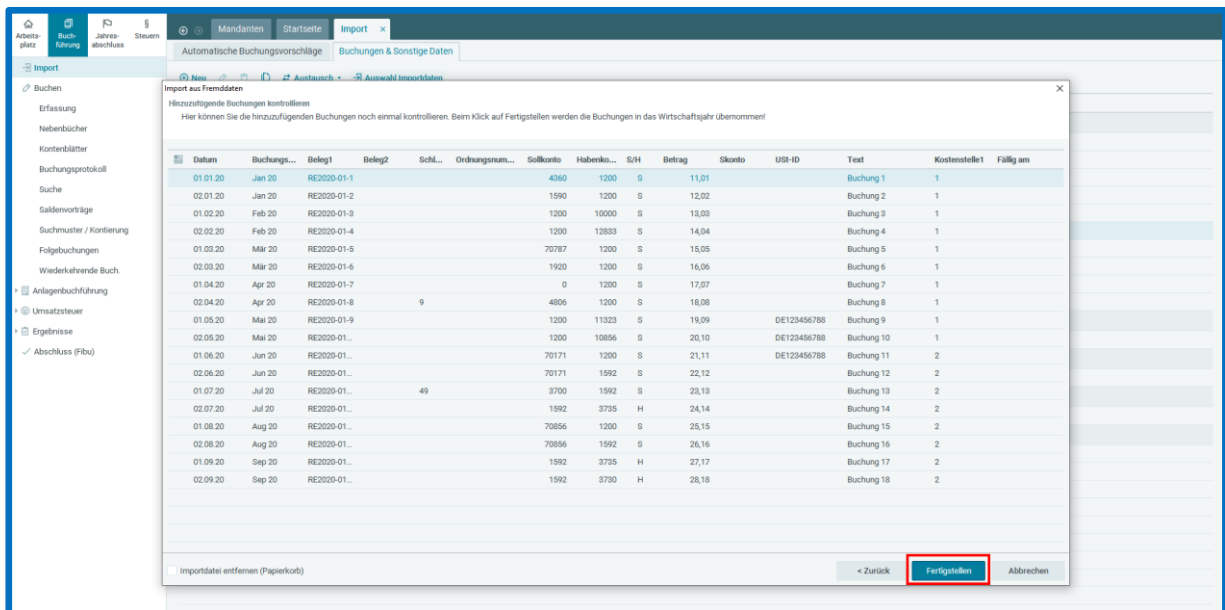 Arbeits-
platz
Buch-
führung
Jahres-
abschluss
§
Steuern
Mandanten Startseite Import ×
Automatische Buchungsvorschläge Buchungen & Sonstige Daten
Import
Neu Austausch Auswahl Importdaten
Buchen
Erfassung
Nebenbücher
Kontenblätter
Buchungsprotokoll
Suche
Saldenvorträge
Suchmuster / Kontierung
Folgebuchungen
Wiederkehrende Buch.
Anlagenbuchführung
Umsatzsteuer
Ergebnisse
Abschluss (Fibu)
Import aus Fremddaten
Hinzuzufügende Buchungen kontrollieren
Hier können Sie die hinzuzufügenden Buchungen noch einmal kontrollieren. Beim Klick auf Fertigstellen werden die Buchungen in das Wirtschaftsjahr übernommen!
Datum Buchungs... Beleg1 Beleg2 Schl... Ordnungsnum... Sollkonto Habenko... S/H Betrag Skonto USt-ID Text Kostenstelle1 Fällig am
01.01.20 Jan 20 RE2020-01-1 4360 1200 S 11,01 Buchung 1 1
02.01.20 Jan 20 RE2020-01-2 1590 1200 S 12,02 Buchung 2 1
01.02.20 Feb 20 RE2020-01-3 1200 10000 S 13,03 Buchung 3 1
02.02.20 Feb 20 RE2020-01-4 1200 12833 S 14,04 Buchung 4 1
01.03.20 Mär 20 RE2020-01-5 70787 1200 S 15,05 Buchung 5 1
02.03.20 Mär 20 RE2020-01-6 1920 1200 S 16,06 Buchung 6 1
01.04.20 Apr 20 RE2020-01-7 0 1200 S 17,07 Buchung 7 1
02.04.20 Apr 20 RE2020-01-8 9 4806 1200 S 18,08 Buchung 8 1
01.05.20 Mai 20 RE2020-01-9 1200 11323 S 19,09 DE123456788 Buchung 9 1
02.05.20 Mai 20 RE2020-01... 1200 10856 S 20,10 DE123456788 Buchung 10 1
01.06.20 Jun 20 RE2020-01... 70171 1200 S 21,11 DE123456788 Buchung 11 2
02.06.20 Jun 20 RE2020-01... 70171 1592 S 22,12 Buchung 12 2
01.07.20 Jul 20 RE2020-01... 49 3700 1592 S 23,13 Buchung 13 2
02.07.20 Jul 20 RE2020-01... 1592 3735 H 24,14 Buchung 14 2
01.08.20 Aug 20 RE2020-01... 70856 1200 S 25,15 Buchung 15 2
02.08.20 Aug 20 RE2020-01... 70856 1592 S 26,16 Buchung 16 2
01.09.20 Sep 20 RE2020-01... 1592 3735 H 27,17 Buchung 17 2
02.09.20 Sep 20 RE2020-01... 1592 3730 H 28,18 Buchung 18 2
Importdatei entfernen (Papierkorb) < Zurück Fertigstellen Abbrechen